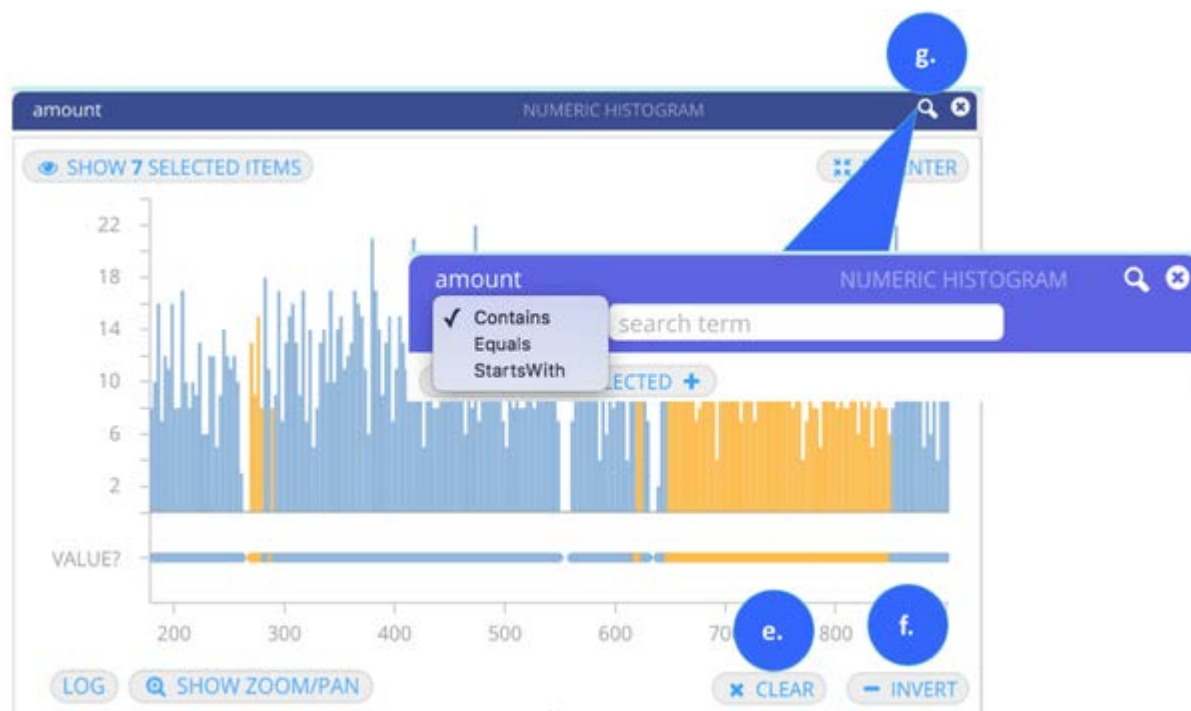 g.
amount NUMERIC HISTOGRAM
SHOW 7 SELECTED ITEMS
22
amount NUMERIC HISTOGRAM
18
✓ Contains search term
Equals
14
StartsWith
10
6
2
VALUE?
200 300 400 500 600 800
e. f.
LOG SHOW ZOOM/PAN CLEAR INVERT